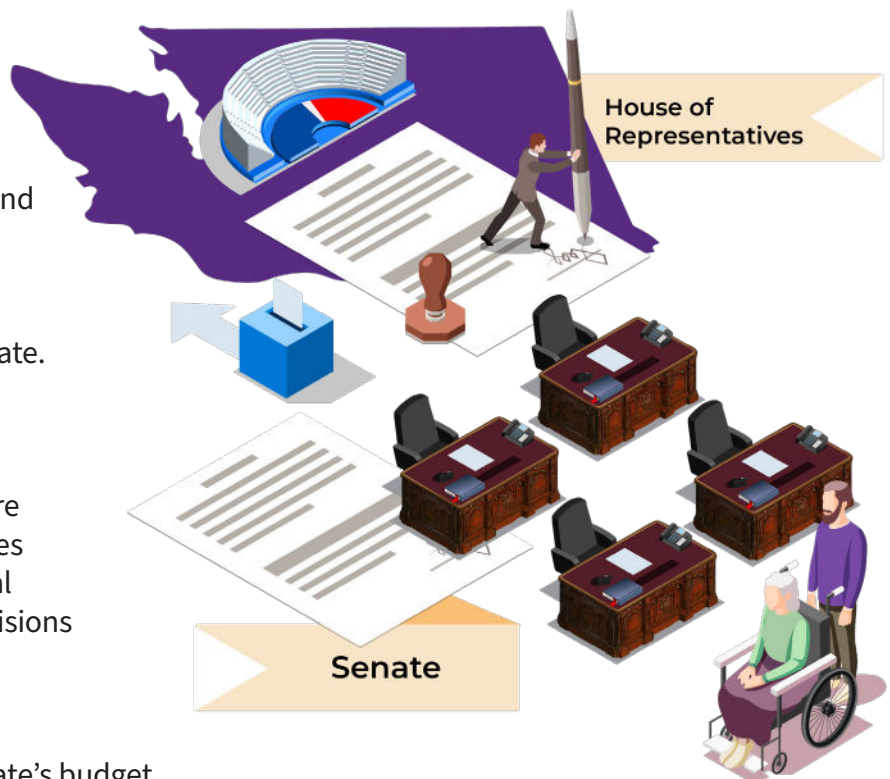 House of
Representatives
nd
ate.
re
es
al
isions
Senate
ate's budget